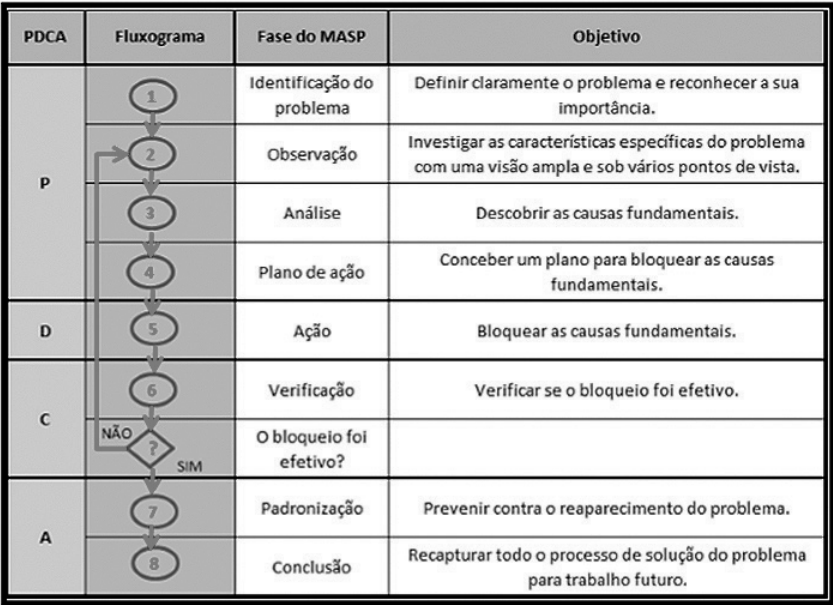 PDCA Fluxograma Fase do MASP Objetivo
P
1 Identificação do
problema
Definir claramente o problema e reconhecer a sua
importância.
2 Observação
Investigar as características específicas do problema
com uma visão ampla e sob vários pontos de vista.
3 Análise Descobrir as causas fundamentais.
4 Plano de ação
Conceber um plano para bloquear as causas
fundamentais.
D
5 Ação Bloquear as causas fundamentais.
C
6 Verificação Verificar se o bloqueio foi efetivo.
NÃO ? SIM
O bloqueio foi
efetivo?
A
7 Padronização Prevenir contra o reaparecimento do problema.
8 Conclusão
Recapturar todo o processo de solução do problema
para trabalho futuro.